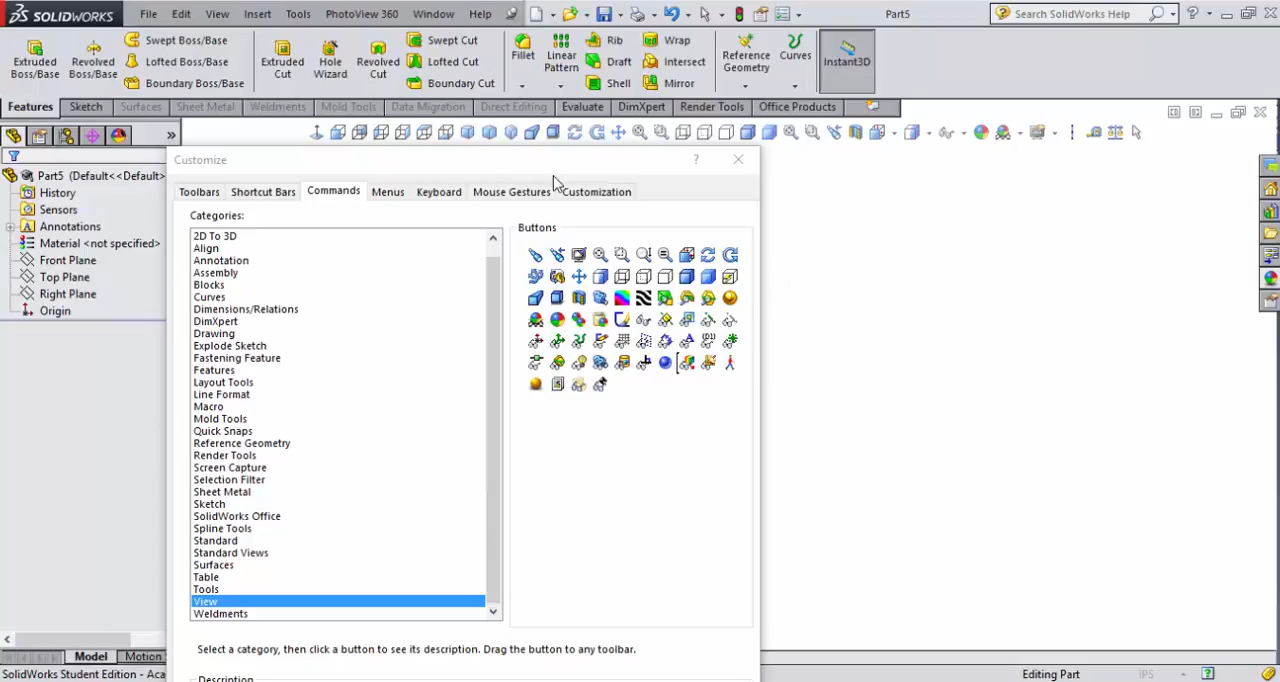 SOLIDWORKS File Edit View Insert Tools PhotoView 360 Window Help Part5 Search SolidWorks Help
Extruded Boss/Base
Revolved Boss/Base
Swept Boss/Base
Lofted Boss/Base
Boundary Boss/Base
Extruded Cut
Hole Wizard
Revolved Cut
Swept Cut
Lofted Cut
Boundary Cut
Fillet
Linear Pattern
Rib
Draft
Shell
Wrap
Intersect
Mirror
Reference Geometry
Curves
Instant3D
Features Sketch Surfaces Sheet Metal Weldments Mold Tools Data Migration Direct Editing Evaluate DimXpert Render Tools Office Products
Part5 (Default<<Default>
History
Sensors
Annotations
Material <not specified>
Front Plane
Top Plane
Right Plane
Origin
Customize
Toolbars Shortcut Bars Commands Menus Keyboard Mouse Gestures Customization
Categories:
2D To 3D
Align
Annotation
Assembly
Blocks
Curves
Dimensions/Relations
DimXpert
Drawing
Explode Sketch
Fastening Feature
Features
Layout Tools
Line Format
Macro
Mold Tools
Quick Snaps
Reference Geometry
Render Tools
Screen Capture
Selection Filter
Sheet Metal
Sketch
SolidWorks Office
Spline Tools
Standard
Standard Views
Surfaces
Table
Tools
View
Weldments
Buttons
Select a category, then click a button to see its description. Drag the button to any toolbar.
Description
Model Motion
SolidWorks Student Edition - Aca
Editing Part
IPS